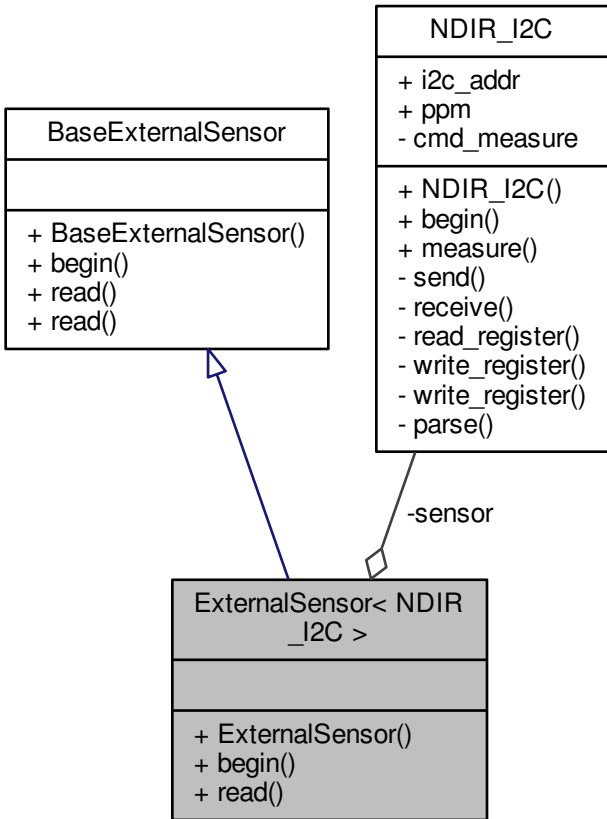 NDIR_I2C
+ i2c_addr
+ ppm
- cmd_measure
+ NDIR_I2C()
+ begin()
+ measure()
- send()
- receive()
- read_register()
- write_register()
- write_register()
- parse()
BaseExternalSensor
+ BaseExternalSensor()
+ begin()
+ read()
+ read()
-sensor
ExternalSensor< NDIR
_I2C >
+ ExternalSensor()
+ begin()
+ read()